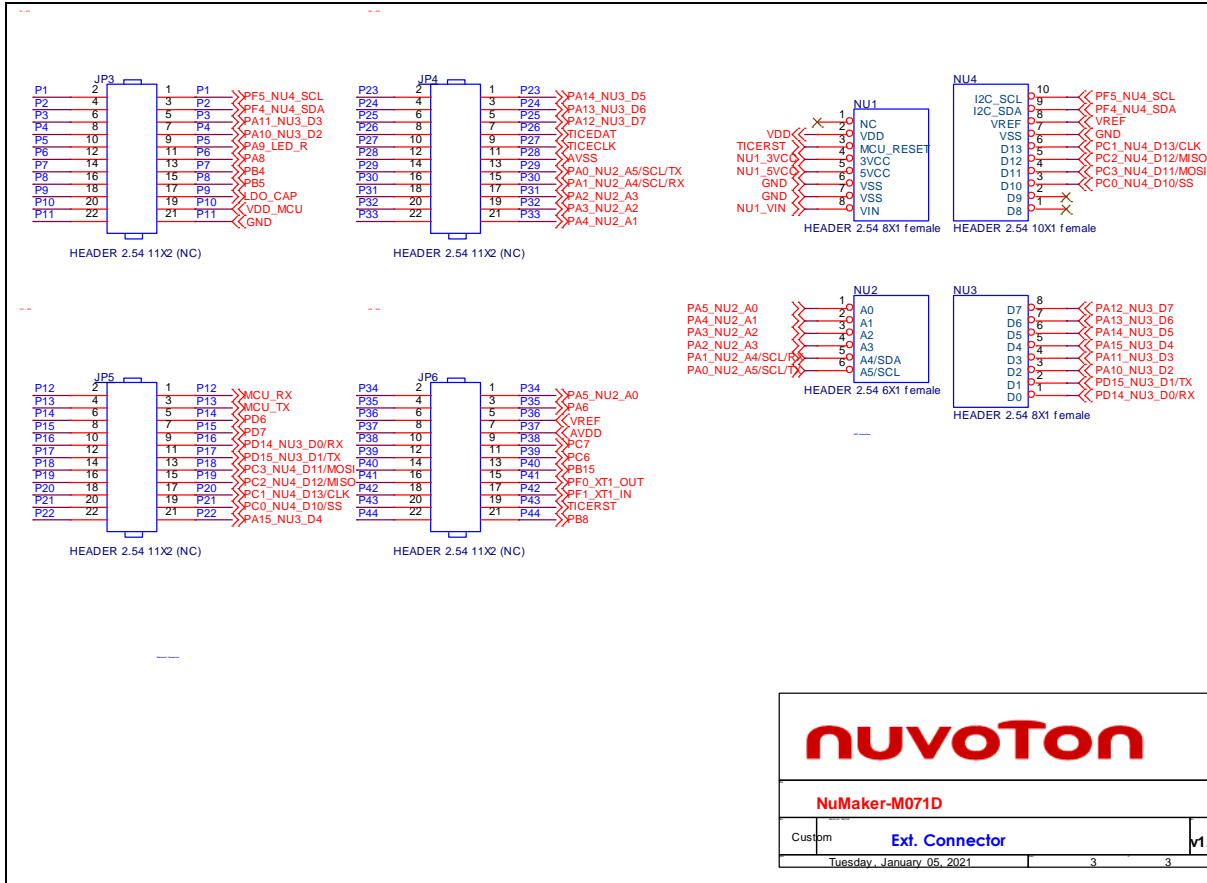 JP3
P1 2 1 P1 PF5_NU4_SCL
P2 4 3 P2 PF4_NU4_SDA
P3 6 5 P3 PA11_NU3_D3
P4 8 7 P4 PA10_NU3_D2
P5 10 9 P5 PA9_LED_R
P6 12 11 P6 PA8
P7 14 13 P7 PB4
P8 16 15 P8 PB5
P9 18 17 P9 LDO_CAP
P10 20 19 P10 VDD_MCU
P11 22 21 P11 GND
HEADER 2.54 11X2 (NC)
JP4
P23 2 1 P23 PA14_NU3_D5
P24 4 3 P24 PA13_NU3_D6
P25 6 5 P25 PA12_NU3_D7
P26 8 7 P26 TICEDAT
P27 10 9 P27 TICECLK
P28 12 11 P28 AVSS
P29 14 13 P29 PA0_NU2_A5/SCL/TX
P30 16 15 P30 PA1_NU2_A4/SCL/RX
P31 18 17 P31 PA2_NU2_A3
P32 20 19 P32 PA3_NU2_A2
P33 22 21 P33 PA4_NU2_A1
HEADER 2.54 11X2 (NC)
NU1
1 NC
VDD 2 VDD
TICERST 3 MCU_RESET
NU1_3VCC 4 3VCC
NU1_5VCC 5 5VCC
GND 6 VSS
GND 7 VSS
NU1_VIN 8 VIN
HEADER 2.54 8X1 female
NU4
I2C_SCL 10 PF5_NU4_SCL
I2C_SDA 9 PF4_NU4_SDA
VREF 8 VREF
VSS 7 GND
D13 6 PC1_NU4_D13/CLK
D12 5 PC2_NU4_D12/MISO
D11 4 PC3_NU4_D11/MOSI
D10 3 PC0_NU4_D10/SS
D9 2
D8 1
HEADER 2.54 10X1 female
NU2
PA5_NU2_A0 1 A0
PA4_NU2_A1 2 A1
PA3_NU2_A2 3 A2
PA2_NU2_A3 4 A3
PA1_NU2_A4/SCL/RX 5 A4/SDA
PA0_NU2_A5/SCL/TX 6 A5/SCL
HEADER 2.54 6X1 female
NU3
D7 8 PA12_NU3_D7
D6 7 PA13_NU3_D6
D5 6 PA14_NU3_D5
D4 5 PA15_NU3_D4
D3 4 PA11_NU3_D3
D2 3 PA10_NU3_D2
D1 2 PD15_NU3_D1/TX
D0 1 PD14_NU3_D0/RX
HEADER 2.54 8X1 female
JP5
P12 2 1 P12 MCU_RX
P13 4 3 P13 MCU_TX
P14 6 5 P14 PD6
P15 8 7 P15 PD7
P16 10 9 P16 PD14_NU3_D0/RX
P17 12 11 P17 PD15_NU3_D1/TX
P18 14 13 P18 PC3_NU4_D11/MOSI
P19 16 15 P19 PC2_NU4_D12/MISO
P20 18 17 P20 PC1_NU4_D13/CLK
P21 20 19 P21 PC0_NU4_D10/SS
P22 22 21 P22 PA15_NU3_D4
HEADER 2.54 11X2 (NC)
JP6
P34 2 1 P34 PA5_NU2_A0
P35 4 3 P35 PA6
P36 6 5 P36 VREF
P37 8 7 P37 AVDD
P38 10 9 P38 PC7
P39 12 11 P39 PC6
P40 14 13 P40 PB15
P41 16 15 P41 PF0_XT1_OUT
P42 18 17 P42 PF1_XT1_IN
P43 20 19 P43 TICERST
P44 22 21 P44 PB8
HEADER 2.54 11X2 (NC)
nuvoTon
NuMaker-M071D
Custom Ext. Connector v1.
Tuesday, January 05, 2021 3 3